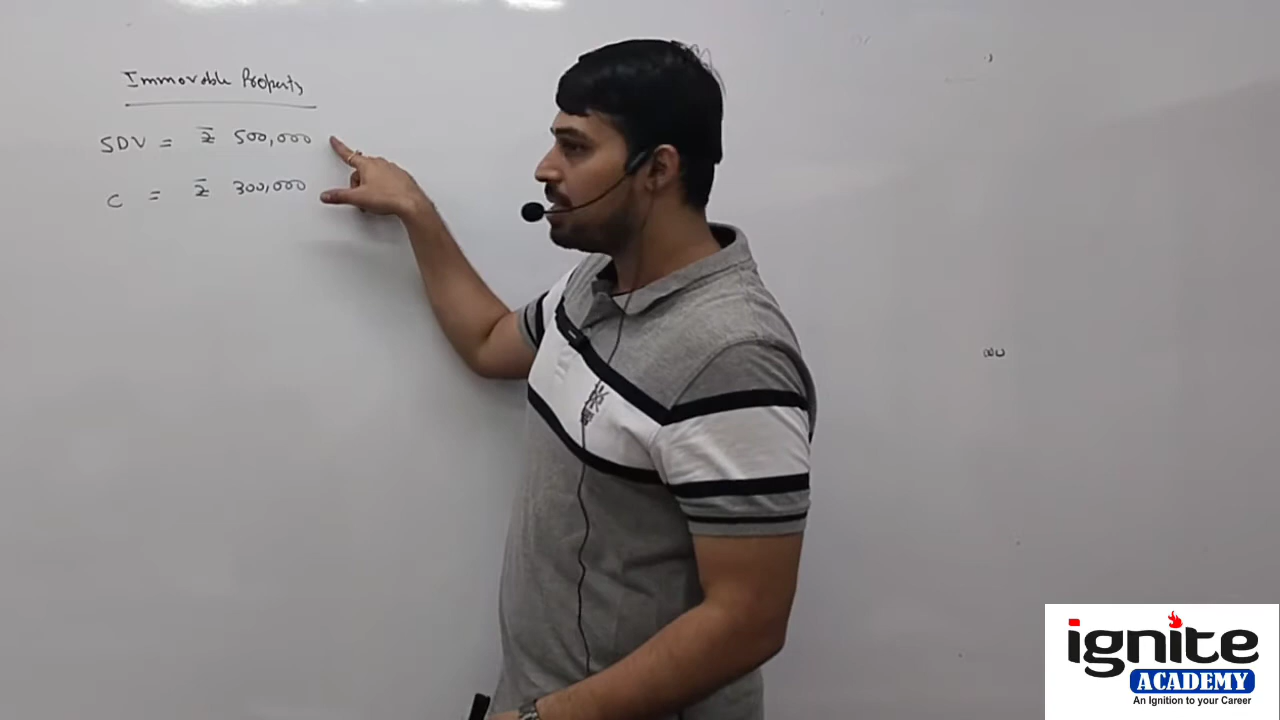 Immovable Property
SDV = ₹ 500,000
C = ₹ 300,000
ignite
ACADEMY
An Ignition to your Career